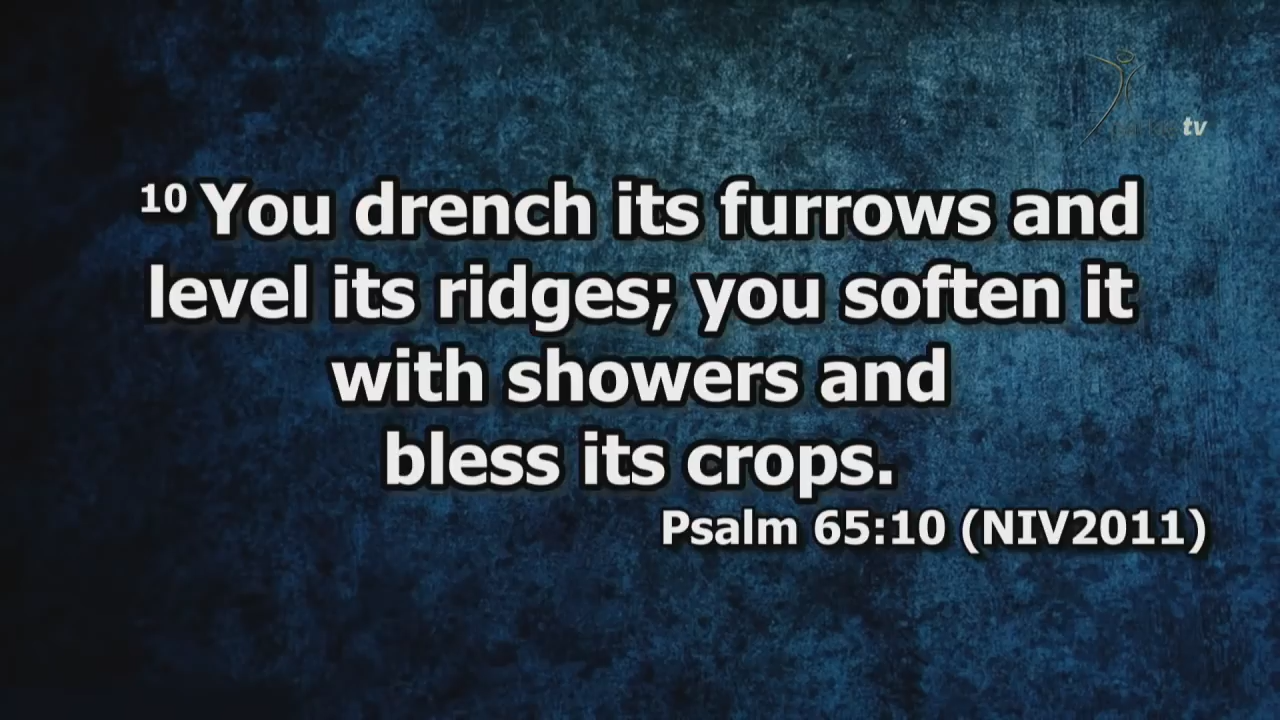 tv
10 You drench its furrows and
level its ridges; you soften it
with showers and
bless its crops.
Psalm 65:10 (NIV2011)